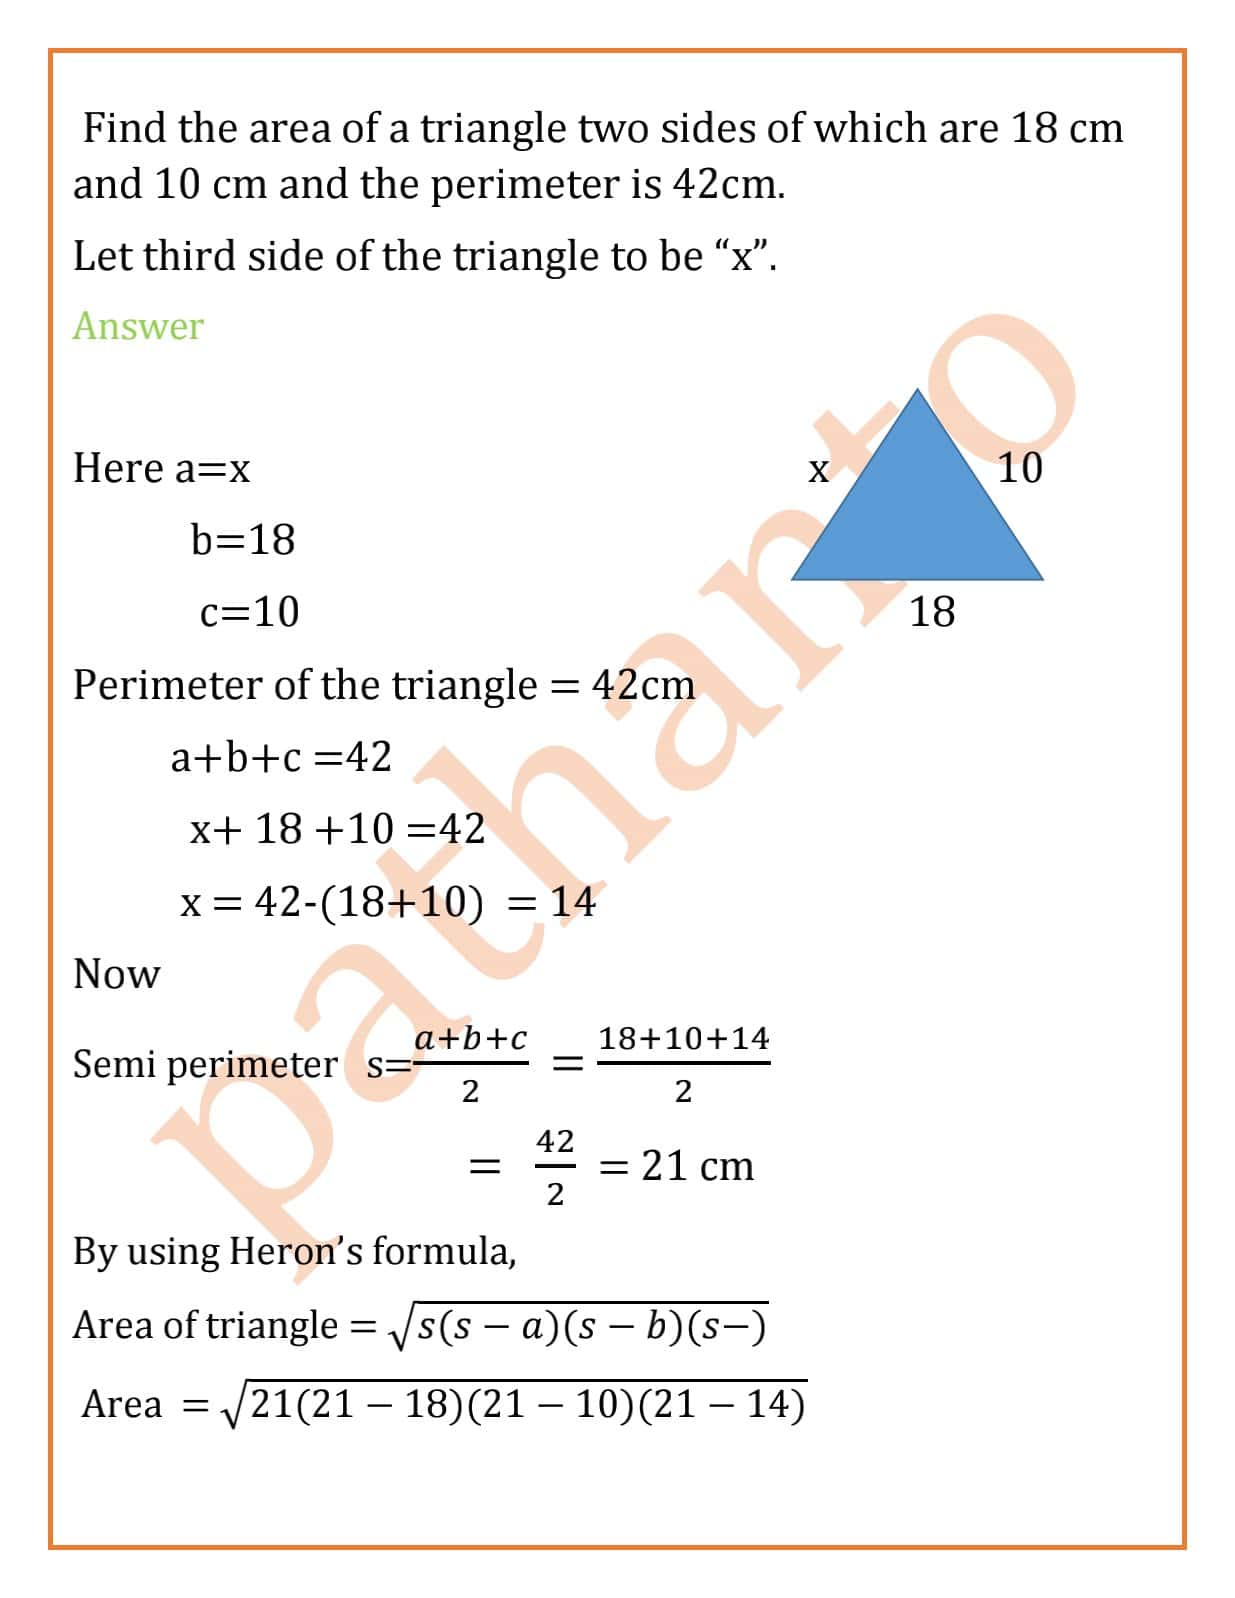 Find the area of a triangle two sides of which are 18 cm
and 10 cm and the perimeter is 42cm.
Let third side of the triangle to be “x”.
Answer
Here a=x
b=18
c=10
x
10
18
Perimeter of the triangle = 42cm
a+b+c =42
x+ 18 +10 =42
x = 42-(18+10) = 14
Now
Semi perimeter s=\frac{a+b+c}{2} = \frac{18+10+14}{2}
= \frac{42}{2} = 21 cm
By using Heron’s formula,
Area of triangle = √s(s − a)(s − b)(s−)
Area = √21(21 − 18)(21 − 10)(21 − 14)
pathanto